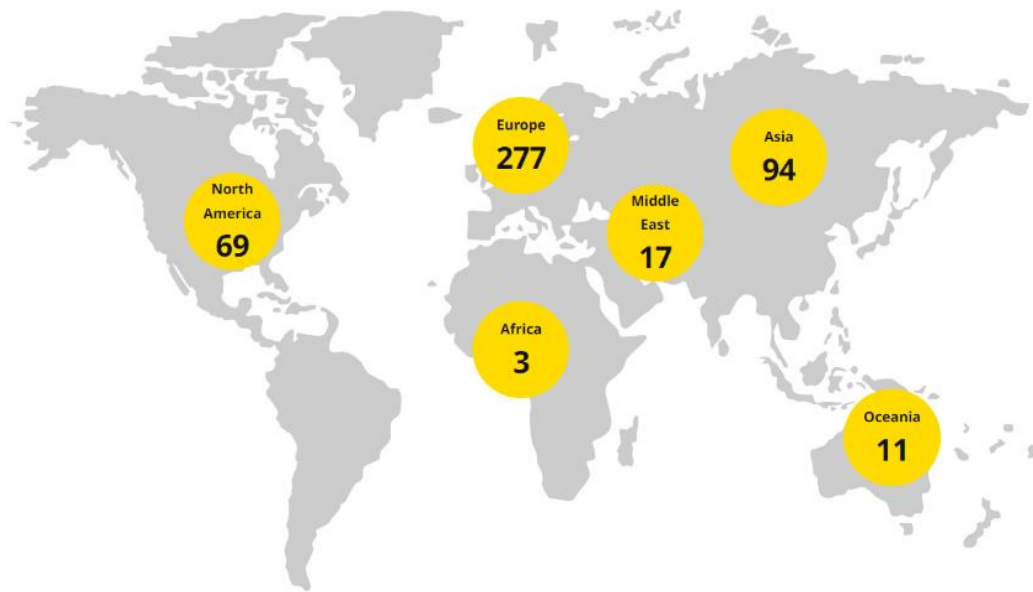 Europe
277
Asia
94
North
America
69
Middle
East
17
Africa
3
Oceania
11